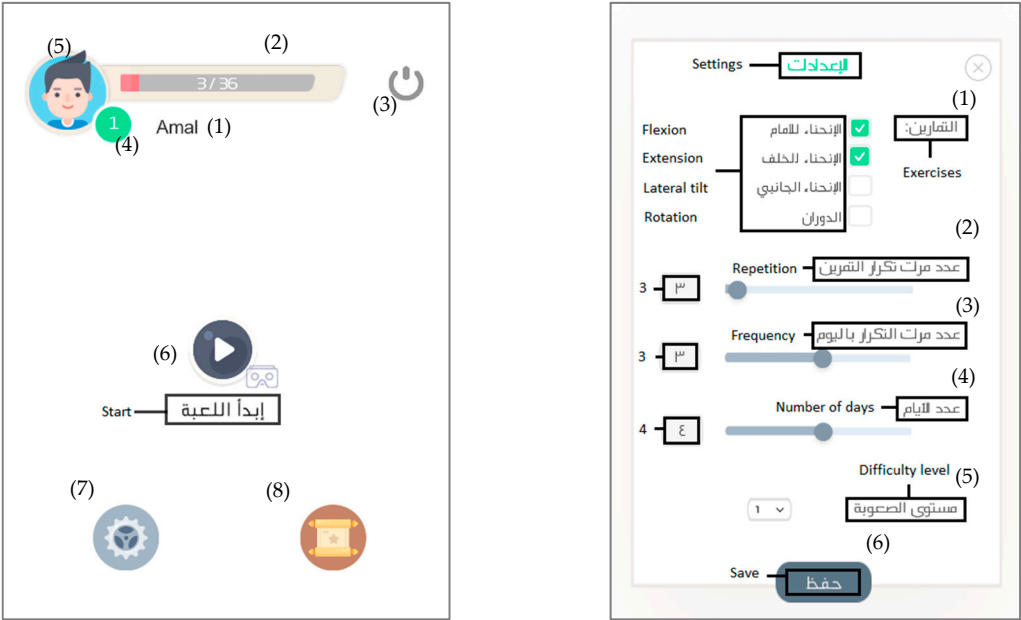 (5)
(2)
3 / 36
(3)
1
(4)
Amal (1)
(6)
Start
إبدأ اللعبة
(7)
(8)
Settings
الإعدادات
(1)
التمارين:
Exercises
Flexion
الإنحناء للامام
Extension
الإنحناء للخلف
Lateral tilt
الإنحناء الجانبي
Rotation
الدوران
(2)
Repetition
عدد مرات تكرار التمرين
3
٣
(3)
Frequency
عدد مرات التكرار باليوم
3
٣
(4)
Number of days
عدد الأيام
4
٤
Difficulty level
(5)
مستوى الصعوبة
1
(6)
Save
حفظ